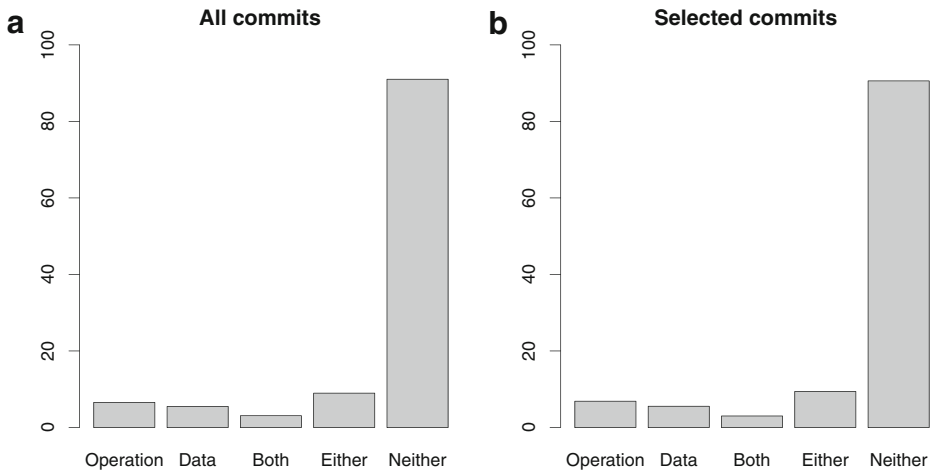 a
All commits
100
80
60
40
20
0
Operation Data Both Either Neither
b
Selected commits
100
80
60
40
20
0
Operation Data Both Either Neither